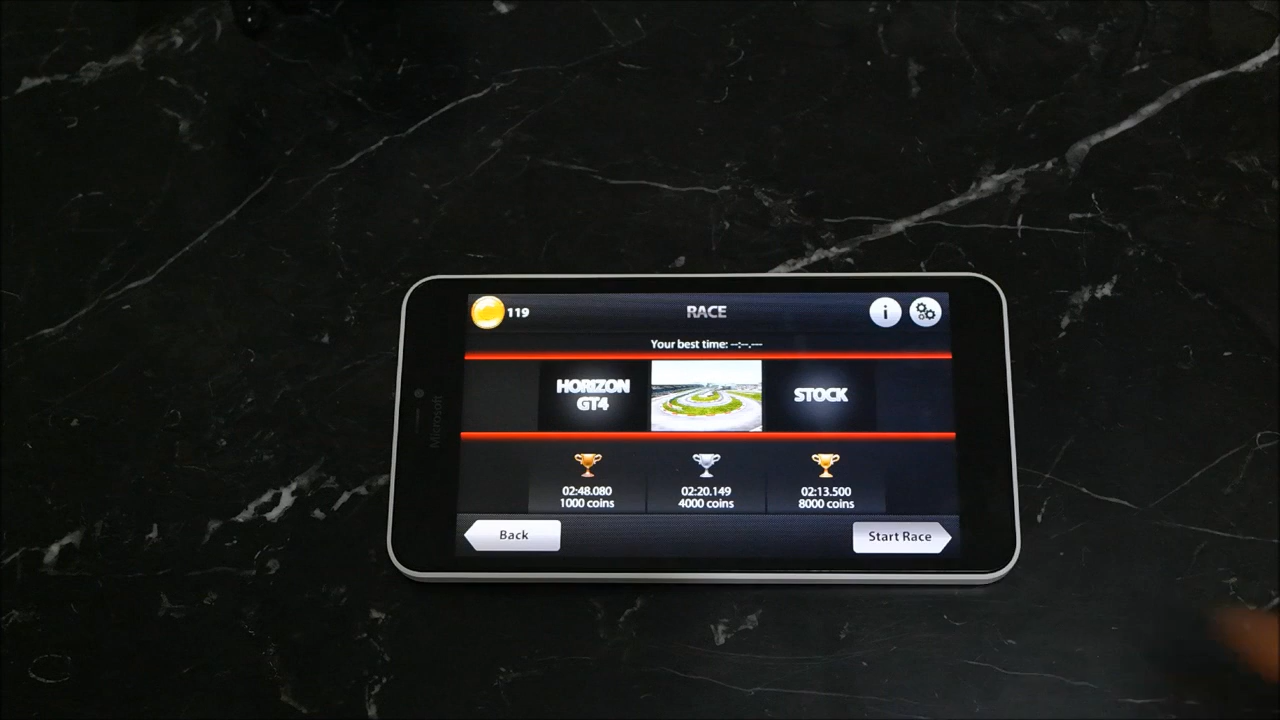 119
RACE
i
Your best time: --:--.---
HORIZON
GT4
STOCK
02:48.080
1000 coins
02:20.149
4000 coins
02:13.500
8000 coins
Back
Start Race
Microsoft